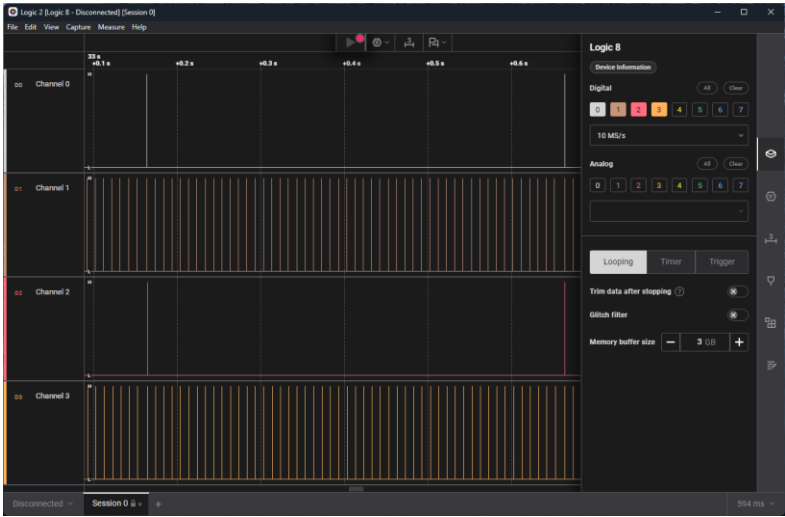 Logic 2 [Logic 8 - Disconnected] [Session 0]
File Edit View Capture Measure Help
33 s
+0.1 s +0.2 s +0.3 s +0.4 s +0.5 s +0.6 s
D0 Channel 0
H
L
D1 Channel 1
H
L
D2 Channel 2
H
L
D3 Channel 3
H
L
Logic 8
Device Information
Digital All Clear
0 1 2 3 4 5 6 7
10 MS/s
Analog All Clear
0 1 2 3 4 5 6 7
Looping Timer Trigger
Trim data after stopping ?
Glitch filter
Memory buffer size − 3 GB +
Disconnected Session 0 × + 594 ms